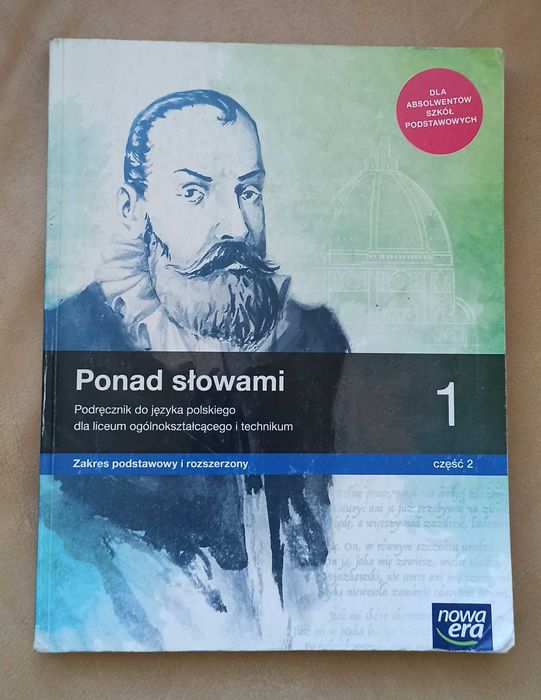 DLA
ABSOLWENTÓW
SZKÓŁ
PODSTAWOWYCH
Ponad słowami
1
Podręcznik do języka polskiego
dla liceum ogólnokształcącego i technikum
Zakres podstawowy i rozszerzony
część 2
nowa
era